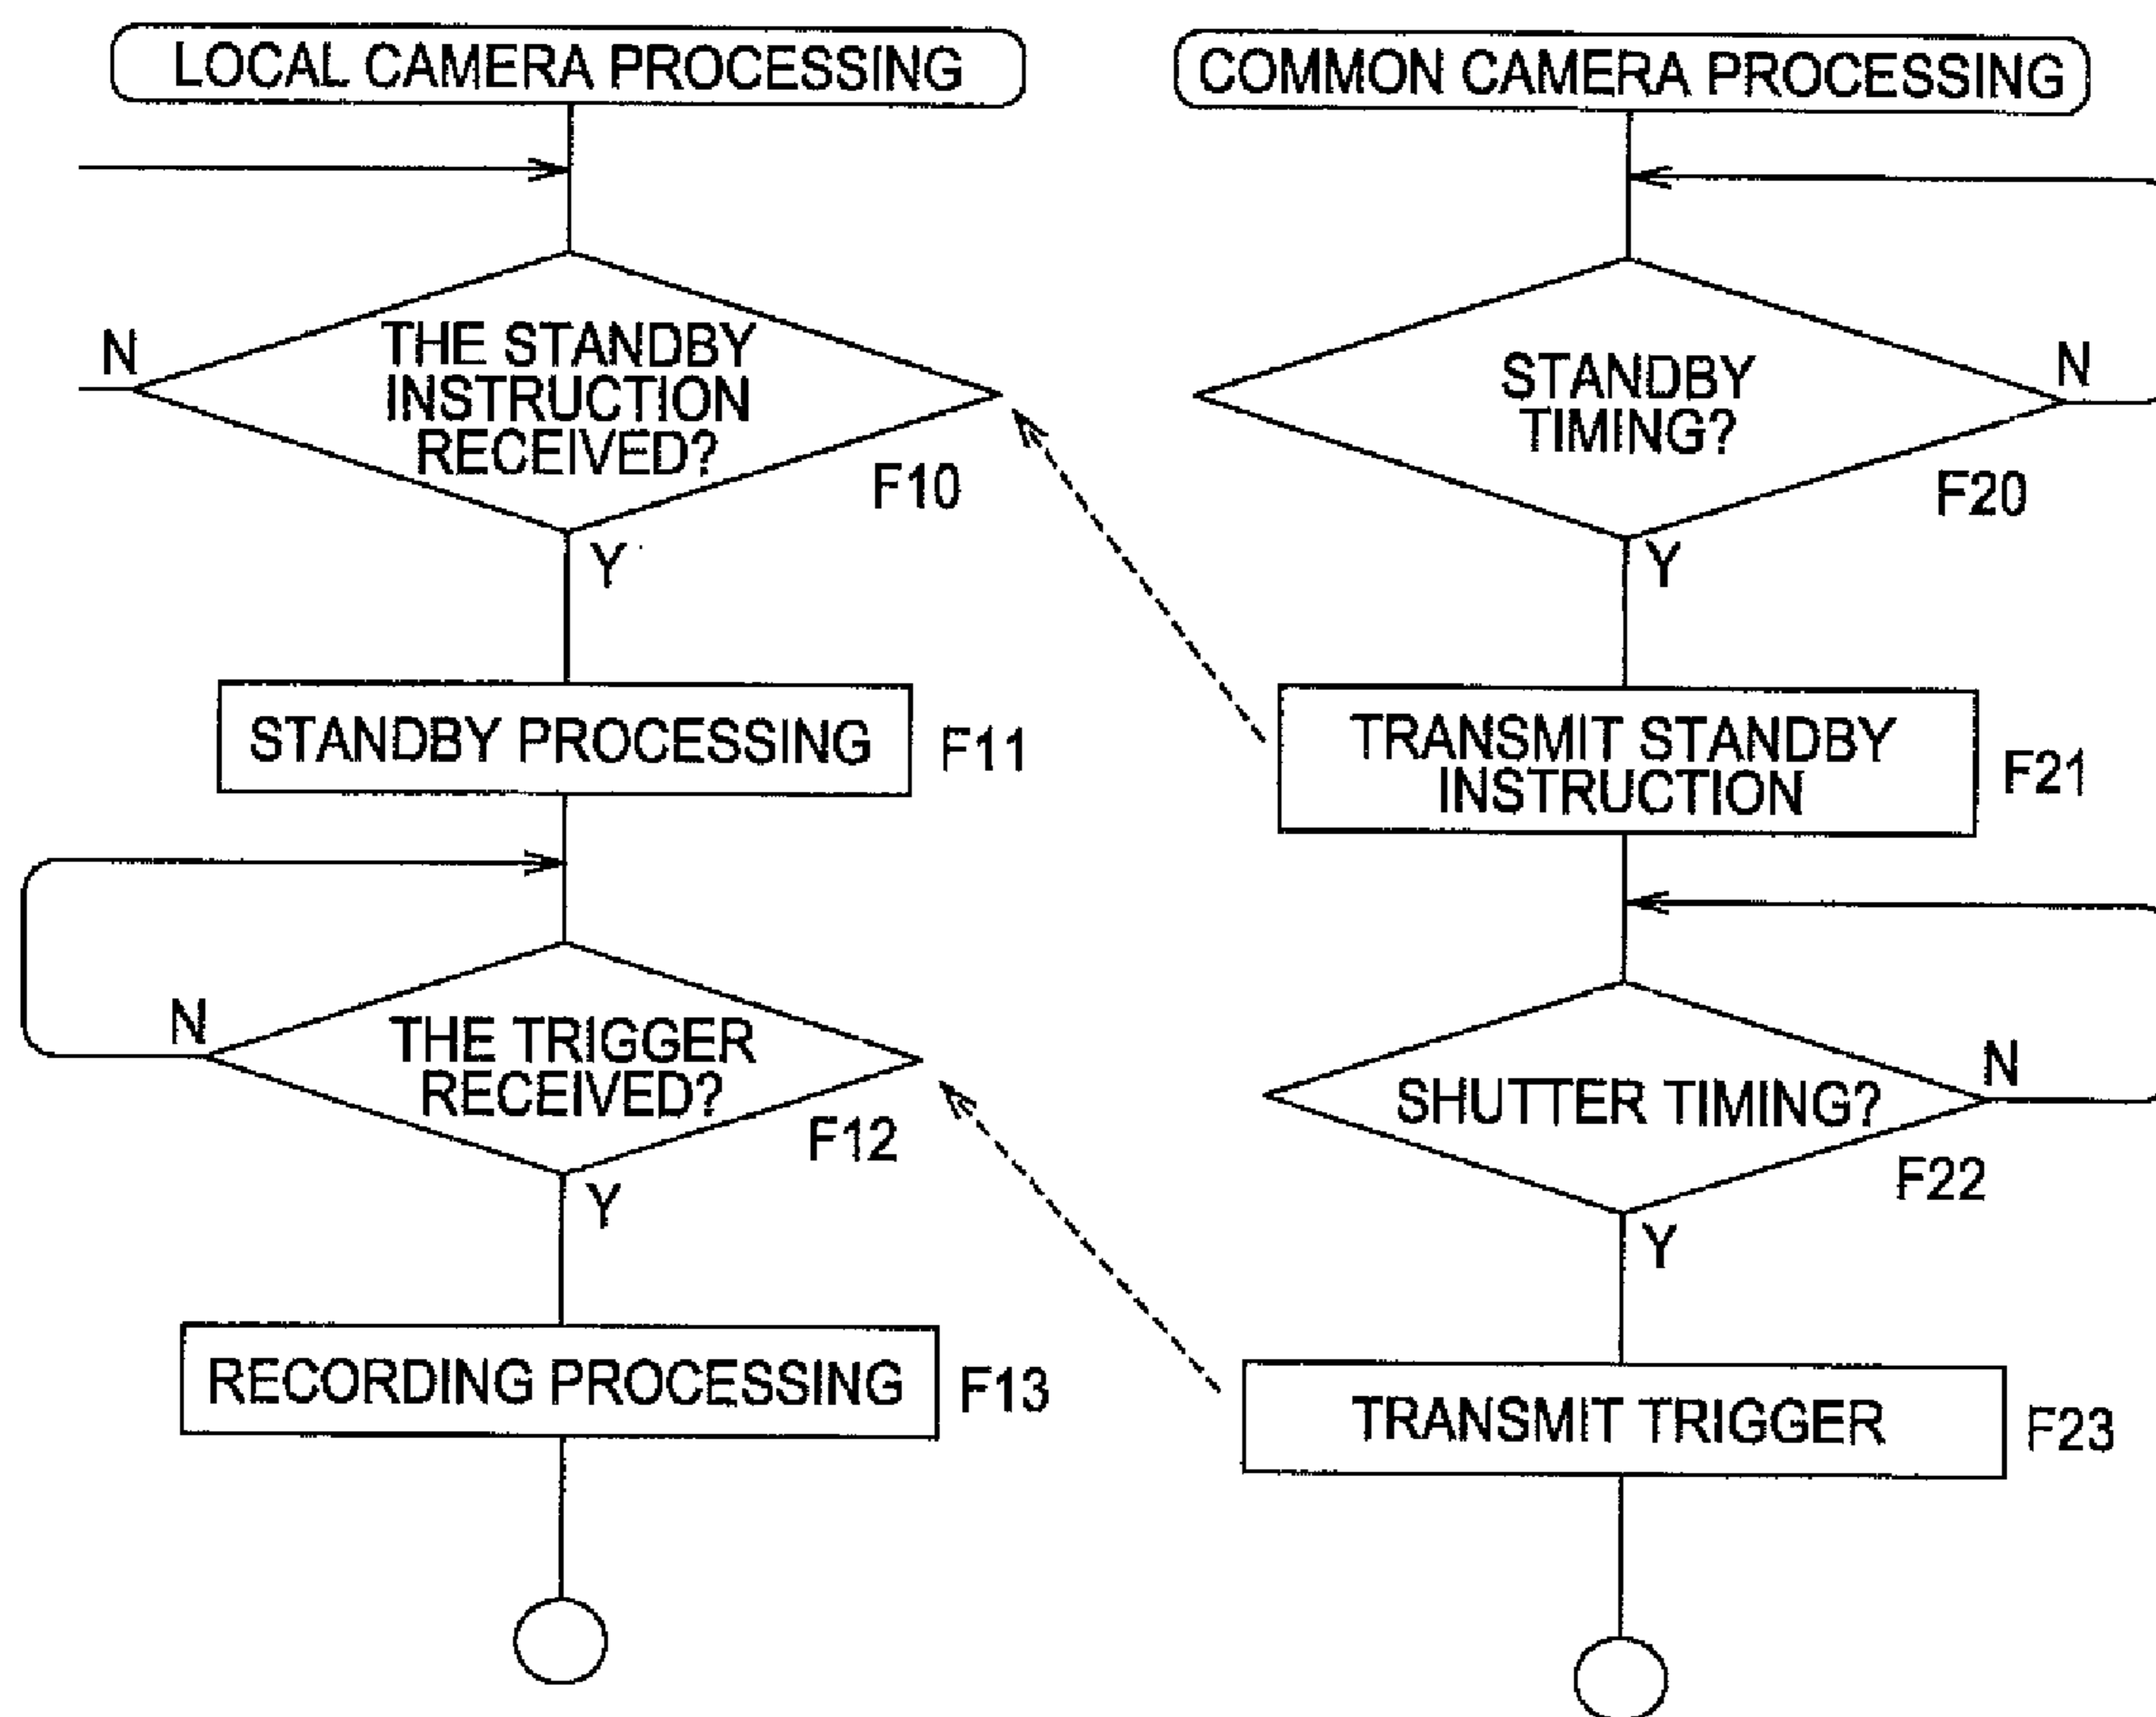 LOCAL CAMERA PROCESSING
N
THE STANDBY
INSTRUCTION
RECEIVED?
F10
Y
STANDBY PROCESSING
F11
N
THE TRIGGER
RECEIVED?
F12
Y
RECORDING PROCESSING
F13
COMMON CAMERA PROCESSING
STANDBY
TIMING?
N
F20
Y
TRANSMIT STANDBY
INSTRUCTION
F21
SHUTTER TIMING?
N
F22
Y
TRANSMIT TRIGGER
F23